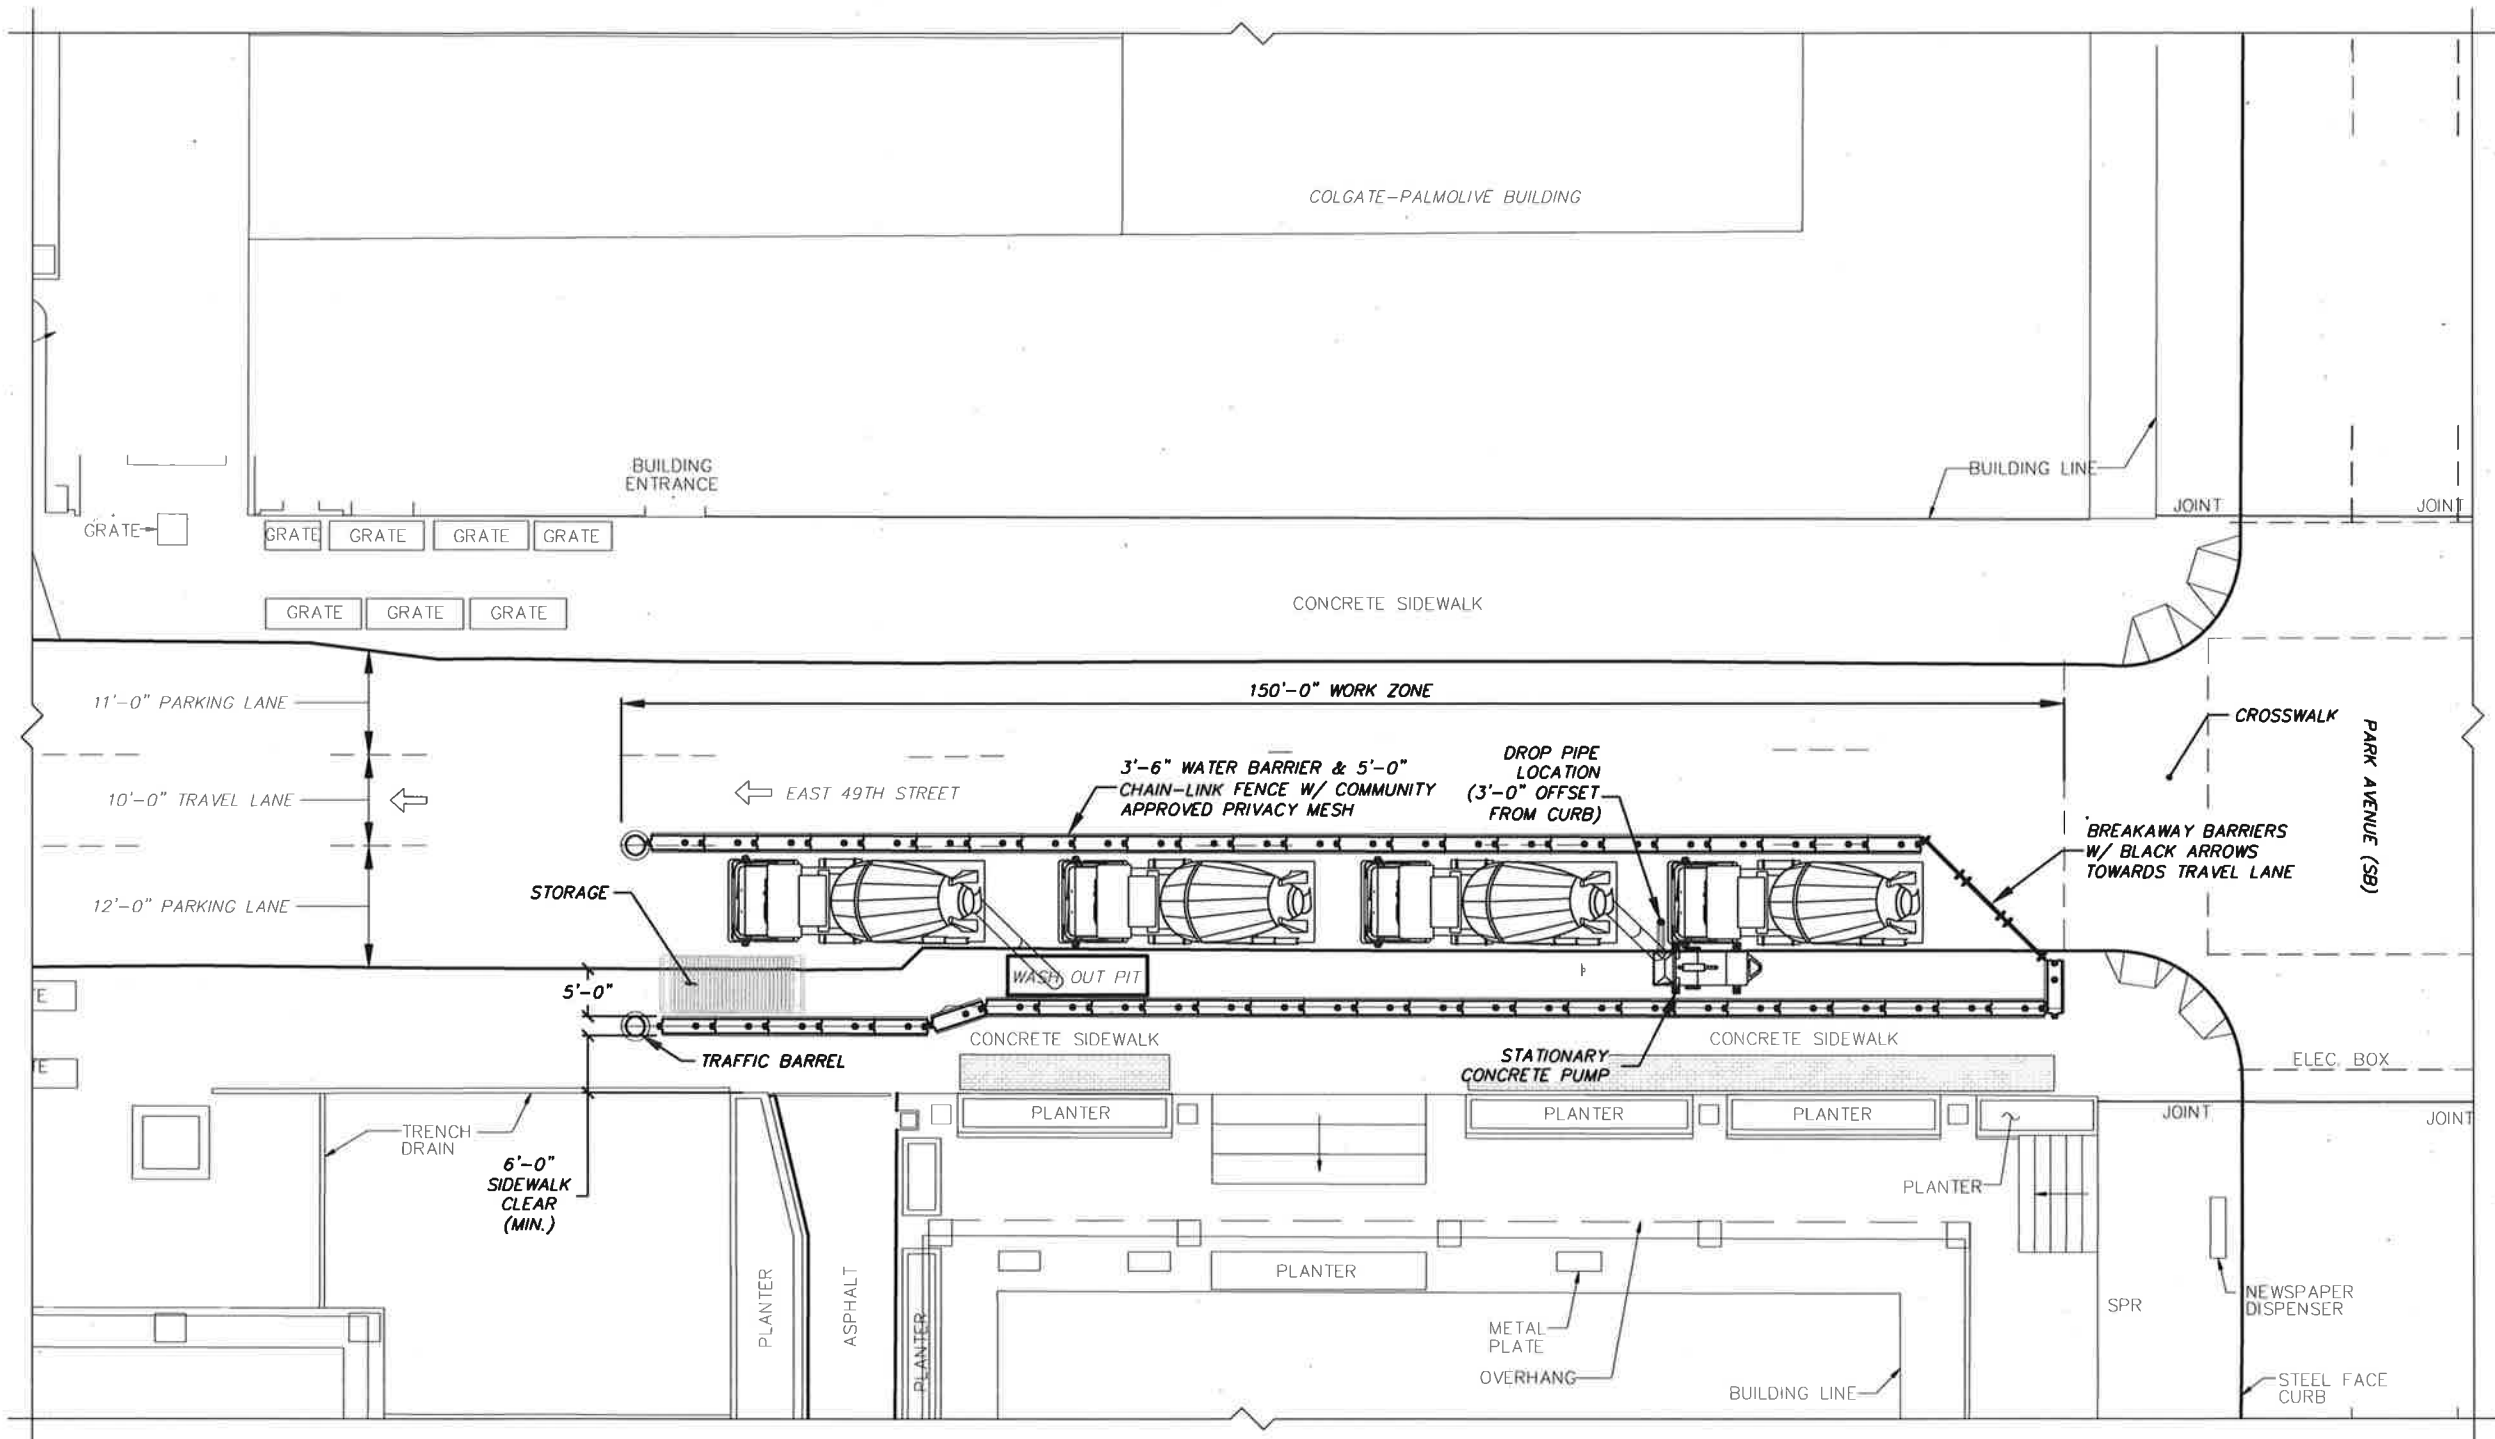 COLGATE-PALMOLIVE BUILDING
BUILDING
ENTRANCE
BUILDING LINE
JOINT
JOINT
GRATE
GRATE
GRATE
GRATE
GRATE
GRATE
GRATE
GRATE
CONCRETE SIDEWALK
11'-0" PARKING LANE
150'-0" WORK ZONE
CROSSWALK
PARK AVENUE (SB)
10'-0" TRAVEL LANE
EAST 49TH STREET
3'-6" WATER BARRIER & 5'-0"
CHAIN-LINK FENCE W/ COMMUNITY
APPROVED PRIVACY MESH
DROP PIPE
LOCATION
(3'-0" OFFSET
FROM CURB)
BREAKAWAY BARRIERS
W/ BLACK ARROWS
TOWARDS TRAVEL LANE
12'-0" PARKING LANE
STORAGE
WASH OUT PIT
5'-0"
E
TRAFFIC BARREL
CONCRETE SIDEWALK
STATIONARY
CONCRETE PUMP
CONCRETE SIDEWALK
ELEC. BOX
TE
PLANTER
PLANTER
PLANTER
JOINT
JOINT
TRENCH
DRAIN
6'-0"
SIDEWALK
CLEAR
(MIN.)
PLANTER
PLANTER
ASPHALT
PLANTER
PLANTER
METAL
PLATE
OVERHANG
BUILDING LINE
SPR
NEWSPAPER
DISPENSER
STEEL FACE
CURB